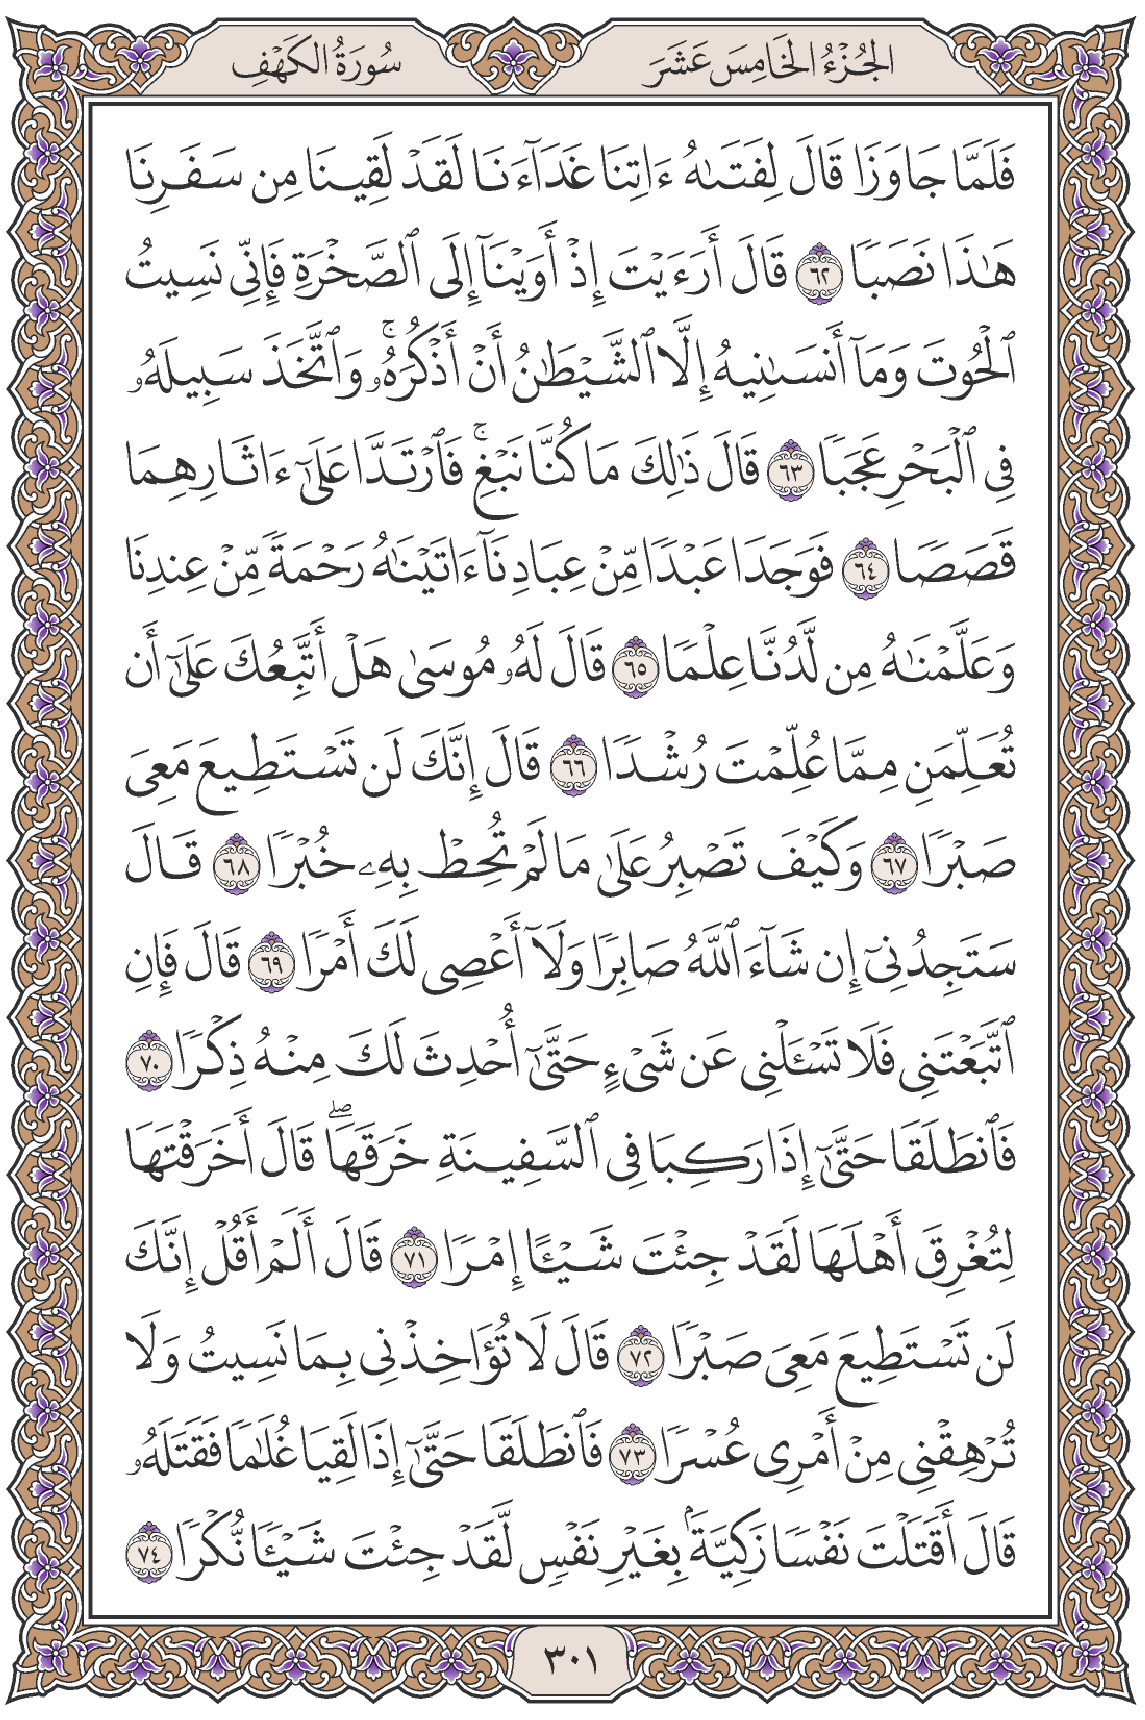 الجُزْءُ الخَامِسَ عَشَرَ
سُورَةُ الكَهْفِ
فَلَمَّا جَاوَزَا قَالَ لِفَتَىٰهُ ءَاتِنَا غَدَآءَنَا لَقَدْ لَقِينَا مِن سَفَرِنَا
هَٰذَا نَصَبٗا ٦٢ قَالَ أَرَءَيْتَ إِذْ أَوَيْنَآ إِلَى ٱلصَّخْرَةِ فَإِنِّي نَسِيتُ
ٱلْحُوتَ وَمَآ أَنسَىٰنِيهُ إِلَّا ٱلشَّيْطَٰنُ أَنْ أَذْكُرَهُۥۚ وَٱتَّخَذَ سَبِيلَهُۥ
فِي ٱلْبَحْرِ عَجَبٗا ٦٣ قَالَ ذَٰلِكَ مَا كُنَّا نَبْغِۚ فَٱرْتَدَّا عَلَىٰٓ ءَاثَارِهِمَا
قَصَصٗا ٦٤ فَوَجَدَا عَبْدٗا مِّنْ عِبَادِنَآ ءَاتَيْنَٰهُ رَحْمَةٗ مِّنْ عِندِنَا
وَعَلَّمْنَٰهُ مِن لَّدُنَّا عِلْمٗا ٦٥ قَالَ لَهُۥ مُوسَىٰ هَلْ أَتَّبِعُكَ عَلَىٰٓ أَن
تُعَلِّمَنِ مِمَّا عُلِّمْتَ رُشْدٗا ٦٦ قَالَ إِنَّكَ لَن تَسْتَطِيعَ مَعِيَ
صَبْرٗا ٦٧ وَكَيْفَ تَصْبِرُ عَلَىٰ مَا لَمْ تُحِطْ بِهِۦ خُبْرٗا ٦٨ قَالَ
سَتَجِدُنِيٓ إِن شَآءَ ٱللَّهُ صَابِرٗا وَلَآ أَعْصِي لَكَ أَمْرٗا ٦٩ قَالَ فَإِنِ
ٱتَّبَعْتَنِي فَلَا تَسْـَٔلْنِي عَن شَيْءٍ حَتَّىٰٓ أُحْدِثَ لَكَ مِنْهُ ذِكْرٗا ٧٠
فَٱنطَلَقَا حَتَّىٰٓ إِذَا رَكِبَا فِي ٱلسَّفِينَةِ خَرَقَهَاۖ قَالَ أَخَرَقْتَهَا
لِتُغْرِقَ أَهْلَهَا لَقَدْ جِئْتَ شَيْـًٔا إِمْرٗا ٧١ قَالَ أَلَمْ أَقُلْ إِنَّكَ
لَن تَسْتَطِيعَ مَعِيَ صَبْرٗا ٧٢ قَالَ لَا تُؤَاخِذْنِي بِمَا نَسِيتُ وَلَا
تُرْهِقْنِي مِنْ أَمْرِي عُسْرٗا ٧٣ فَٱنطَلَقَا حَتَّىٰٓ إِذَا لَقِيَا غُلَٰمٗا فَقَتَلَهُۥ
قَالَ أَقَتَلْتَ نَفْسٗا زَكِيَّةَۢ بِغَيْرِ نَفْسٖ لَّقَدْ جِئْتَ شَيْـٔٗا نُّكْرٗا ٧٤
٣٠١